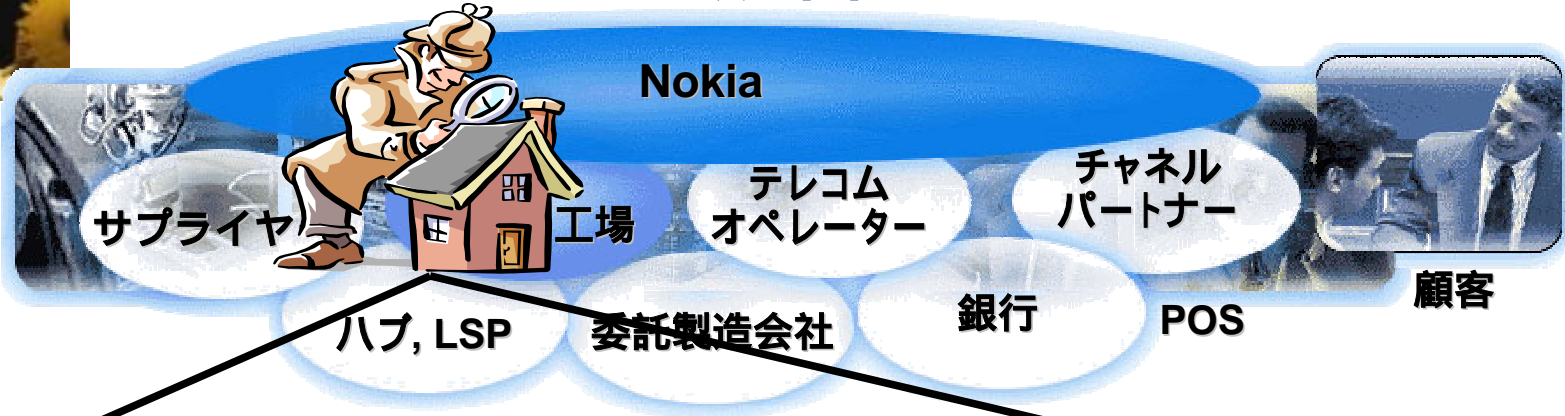 Nokia
サプライヤ
工場
テレコム
オペレーター
チャネル
パートナー
ハブ, LSP
委託製造会社
銀行
POS
顧客